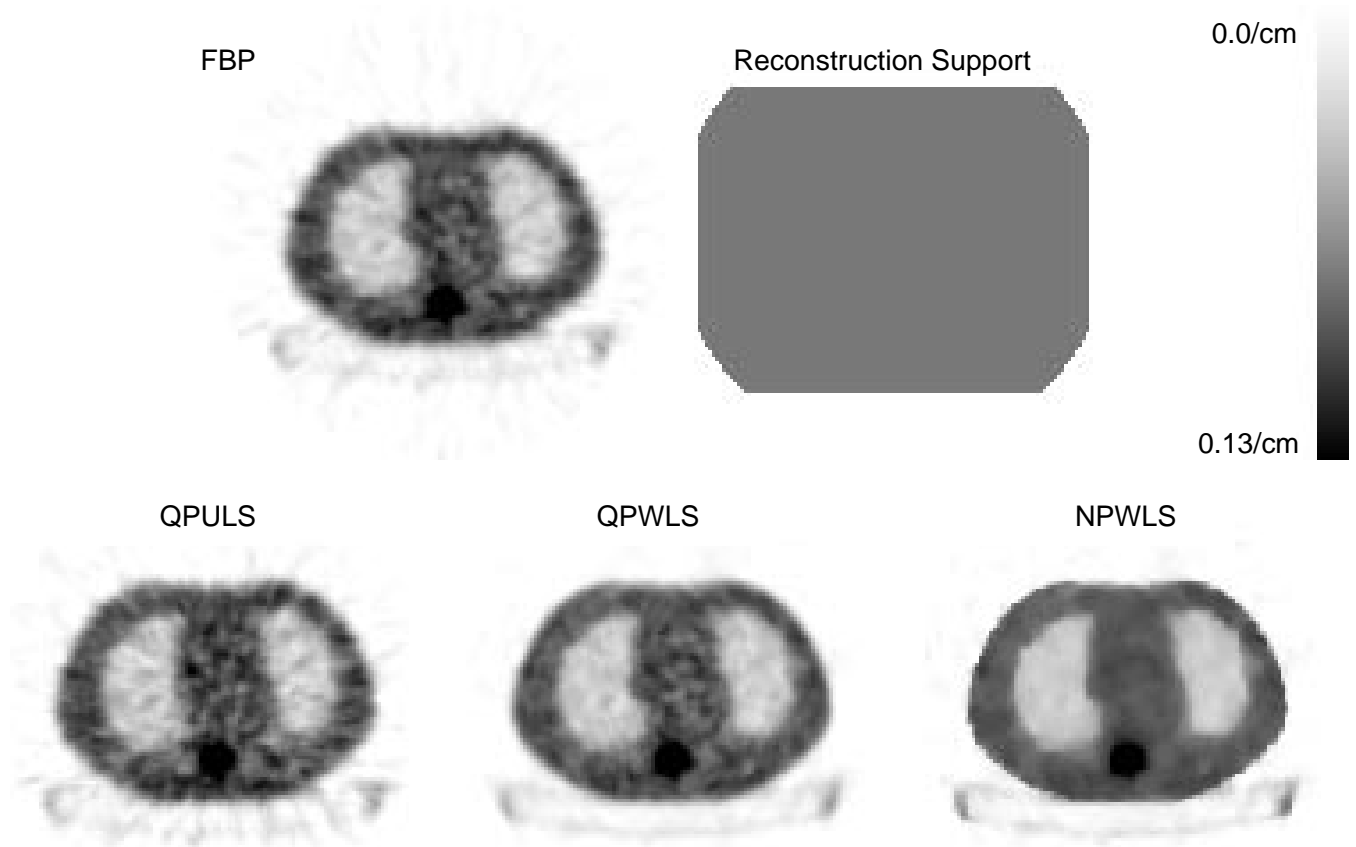 0.0/cm
FBP
Reconstruction Support
0.13/cm
QPULS
QPWLS
NPWLS